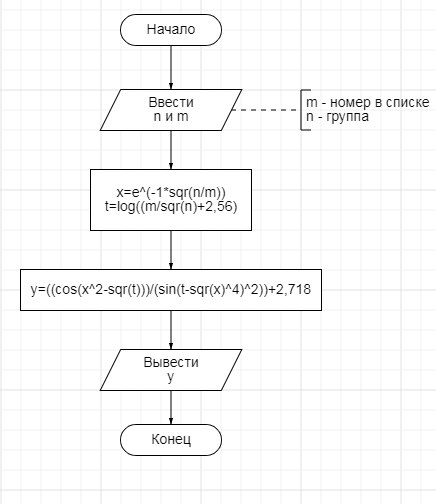 Начало
Ввести
n и m
m - номер в списке
n - группа
x=e^(-1*sqr(n/m))
t=log((m/sqr(n)+2,56)
y=((cos(x^2-sqr(t)))/(sin(t-sqr(x)^4)^2))+2,718
Вывести
y
Конец